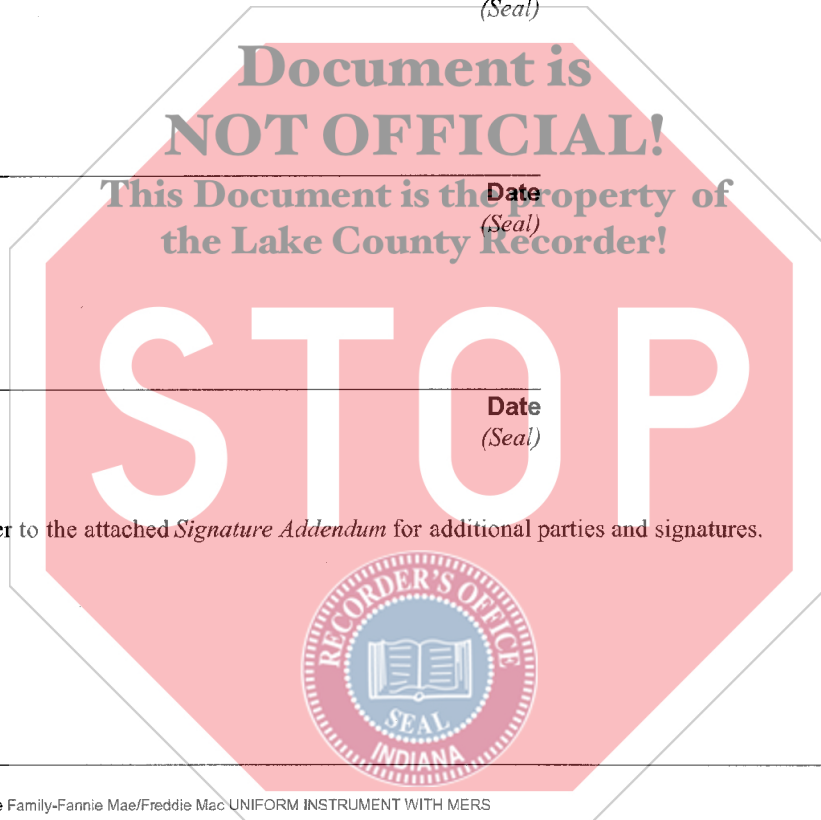 (Seal)
Document is
NOT OFFICIAL!
This Document is the property of
Date
(Seal)
the Lake County Recorder!
STOP
Date
(Seal)
to the attached Signature Addendum for additional parties and signatures.
RECORDER'S OFFICE
SEAL
INDIANA
Family-Fannie Mae/Freddie Mac UNIFORM INSTRUMENT WITH MERS